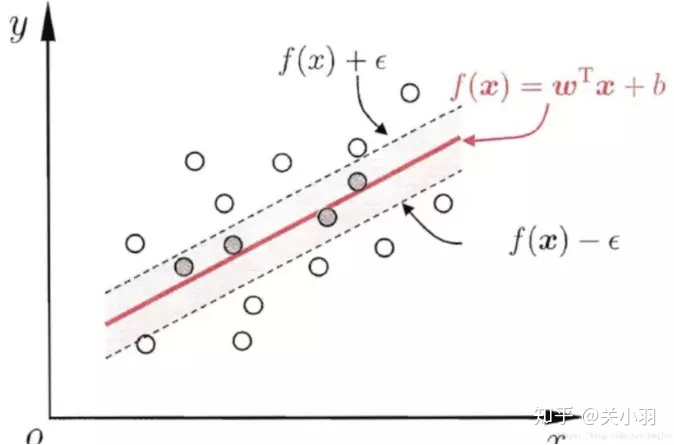 y
f(x) + ϵ
f(x) = wᵀx + b
f(x) − ϵ
知乎 @关小羽
o
x